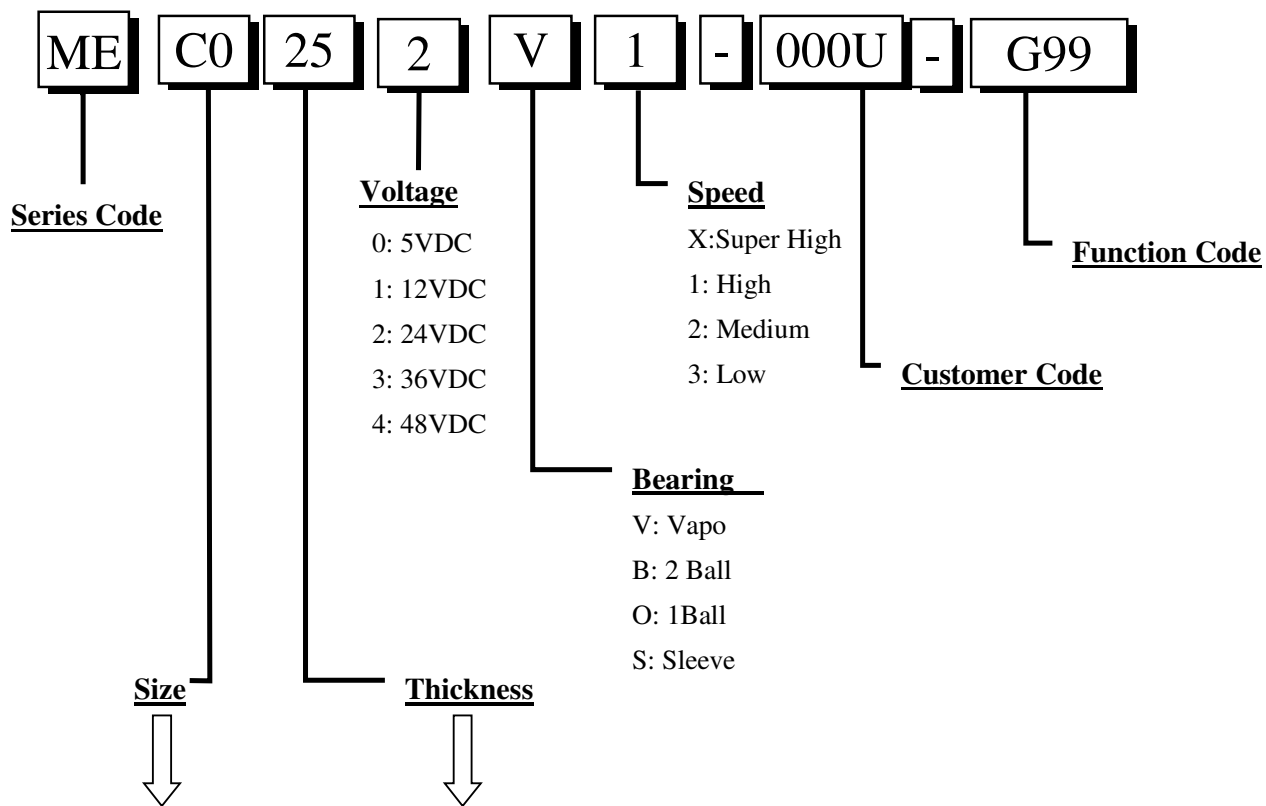 ME C0 25 2 V 1 - 000U - G99
Series Code
Voltage
0: 5VDC
1: 12VDC
2: 24VDC
3: 36VDC
4: 48VDC
Speed
X:Super High
1: High
2: Medium
3: Low
Function Code
Customer Code
Bearing
V: Vapo
B: 2 Ball
O: 1Ball
S: Sleeve
Size
Thickness